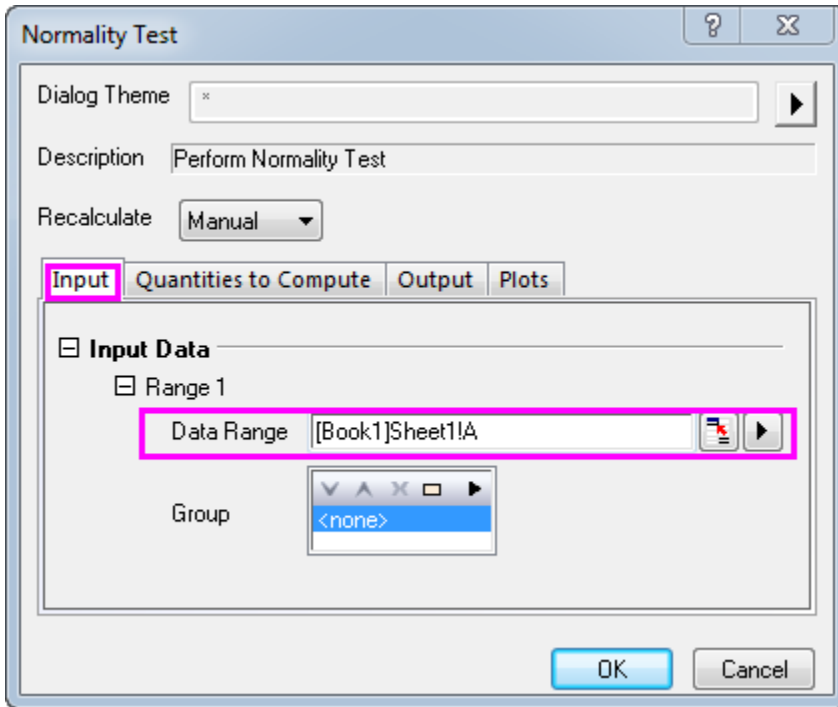 Normality Test
Dialog Theme *
Description Perform Normality Test
Recalculate Manual
Input Quantities to Compute Output Plots
Input Data
Range 1
Data Range [Book1]Sheet1!A
Group
<none>
OK Cancel